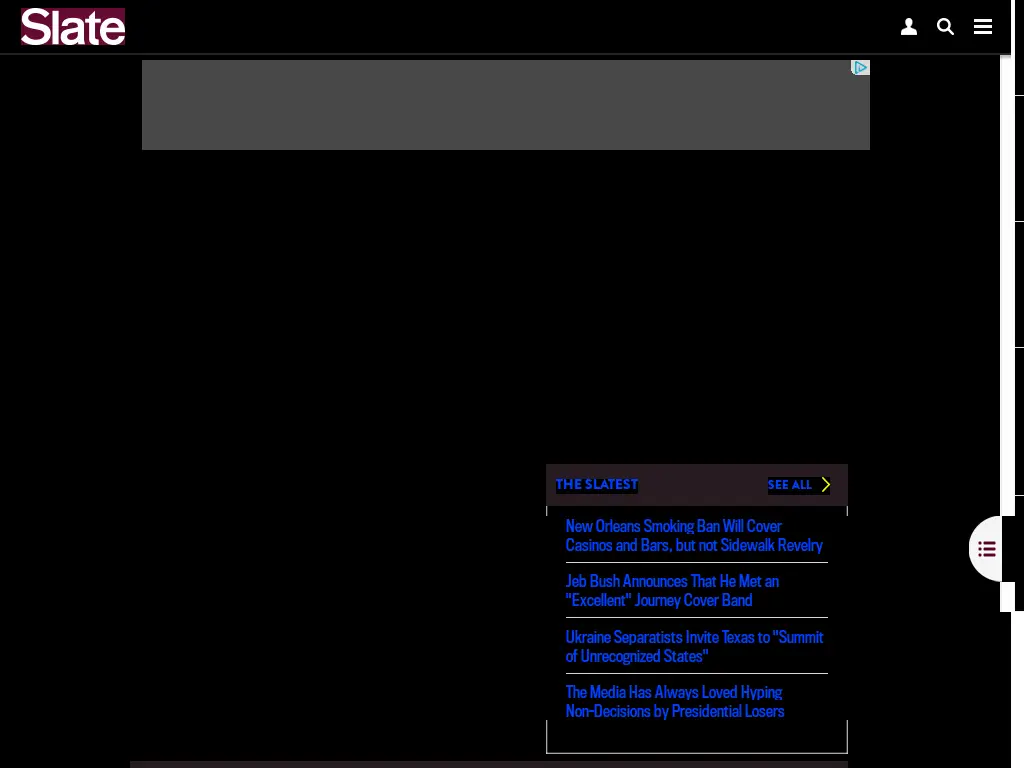 Slate
THE SLATEST
SEE ALL
New Orleans Smoking Ban Will Cover
Casinos and Bars, but not Sidewalk Revelry
Jeb Bush Announces That He Met an
"Excellent" Journey Cover Band
Ukraine Separatists Invite Texas to "Summit
of Unrecognized States"
The Media Has Always Loved Hyping
Non-Decisions by Presidential Losers